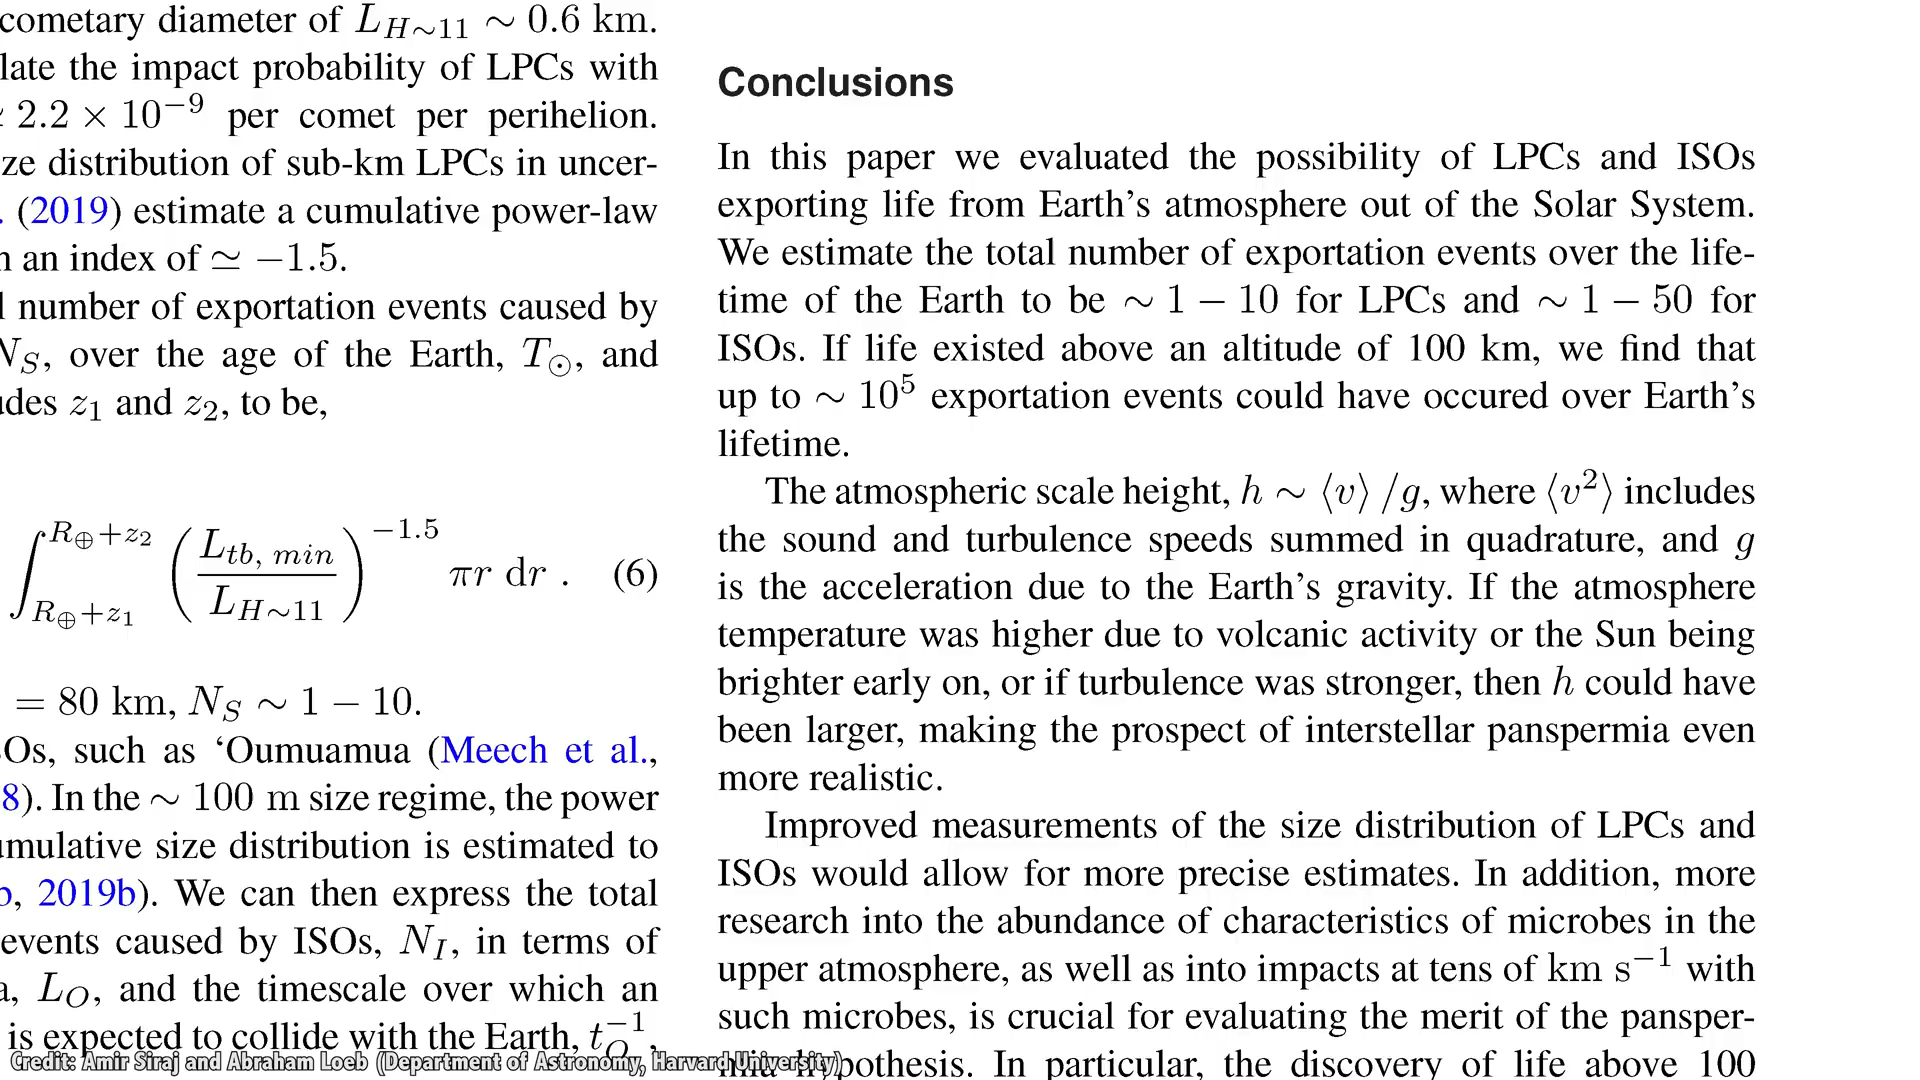 cometary diameter of L_{H∼11} ∼ 0.6 km.
late the impact probability of LPCs with
2.2 × 10^{−9} per comet per perihelion.
ze distribution of sub-km LPCs in uncer-
. (2019) estimate a cumulative power-law
n an index of ≃ −1.5.
l number of exportation events caused by
N_S, over the age of the Earth, T_⊙, and
udes z_1 and z_2, to be,
∫_{R_⊕+z_1}^{R_⊕+z_2} (L_{tb, min} / L_{H∼11})^{−1.5} πr dr . (6)
= 80 km, N_S ∼ 1 − 10.
SOs, such as ‘Oumuamua (Meech et al.,
8). In the ∼ 100 m size regime, the power
umulative size distribution is estimated to
b, 2019b). We can then express the total
events caused by ISOs, N_I, in terms of
a, L_O, and the timescale over which an
is expected to collide with the Earth, t_O^{−1},
Conclusions
In this paper we evaluated the possibility of LPCs and ISOs
exporting life from Earth’s atmosphere out of the Solar System.
We estimate the total number of exportation events over the life-
time of the Earth to be ∼ 1 − 10 for LPCs and ∼ 1 − 50 for
ISOs. If life existed above an altitude of 100 km, we find that
up to ∼ 10^5 exportation events could have occured over Earth’s
lifetime.
The atmospheric scale height, h ∼ ⟨v⟩ /g, where ⟨v^2⟩ includes
the sound and turbulence speeds summed in quadrature, and g
is the acceleration due to the Earth’s gravity. If the atmosphere
temperature was higher due to volcanic activity or the Sun being
brighter early on, or if turbulence was stronger, then h could have
been larger, making the prospect of interstellar panspermia even
more realistic.
Improved measurements of the size distribution of LPCs and
ISOs would allow for more precise estimates. In addition, more
research into the abundance of characteristics of microbes in the
upper atmosphere, as well as into impacts at tens of km s^{−1} with
such microbes, is crucial for evaluating the merit of the pansper-
hypothesis. In particular, the discovery of life above 100
Credit: Amir Siraj and Abraham Loeb (Department of Astronomy, Harvard University)